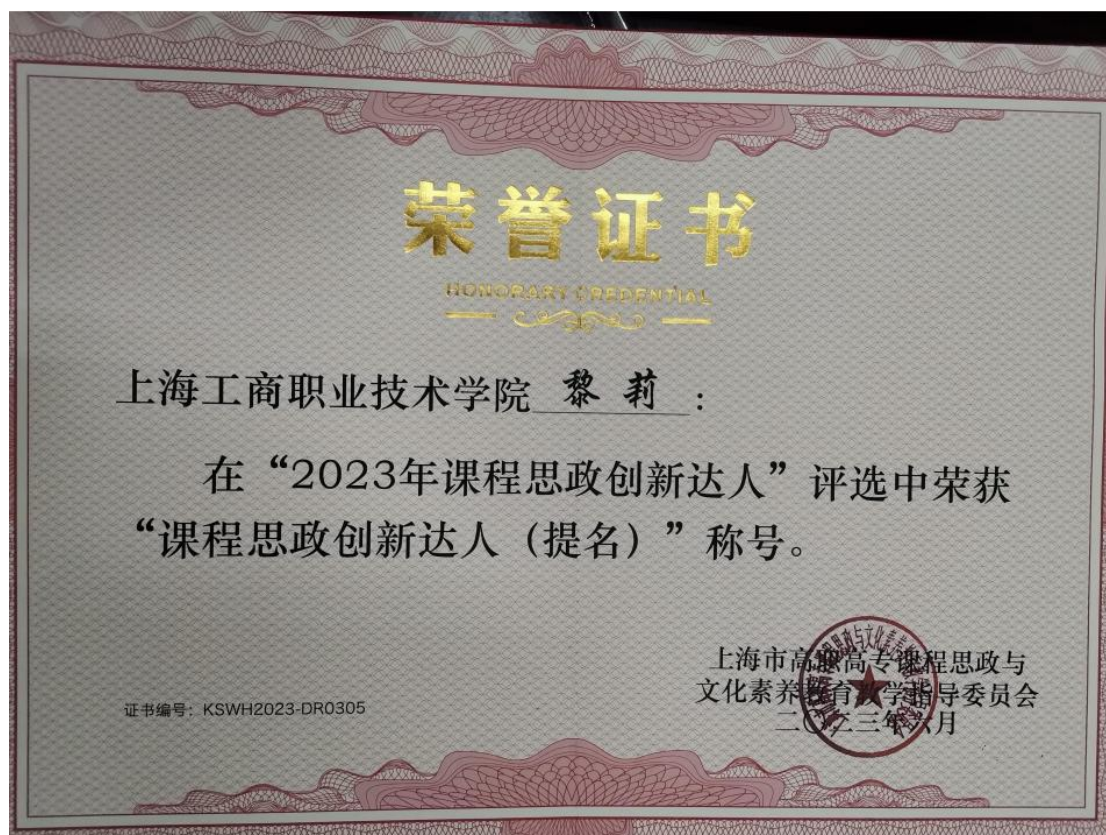 荣誉证书
HONORARY CREDENTIAL
上海工商职业技术学院 黎莉：
在“2023年课程思政创新达人”评选中荣获
“课程思政创新达人（提名）”称号。
上海市高职高专课程思政与
文化素养教育教学指导委员会
二〇二三年六月
证书编号：KSWH2023-DR0305